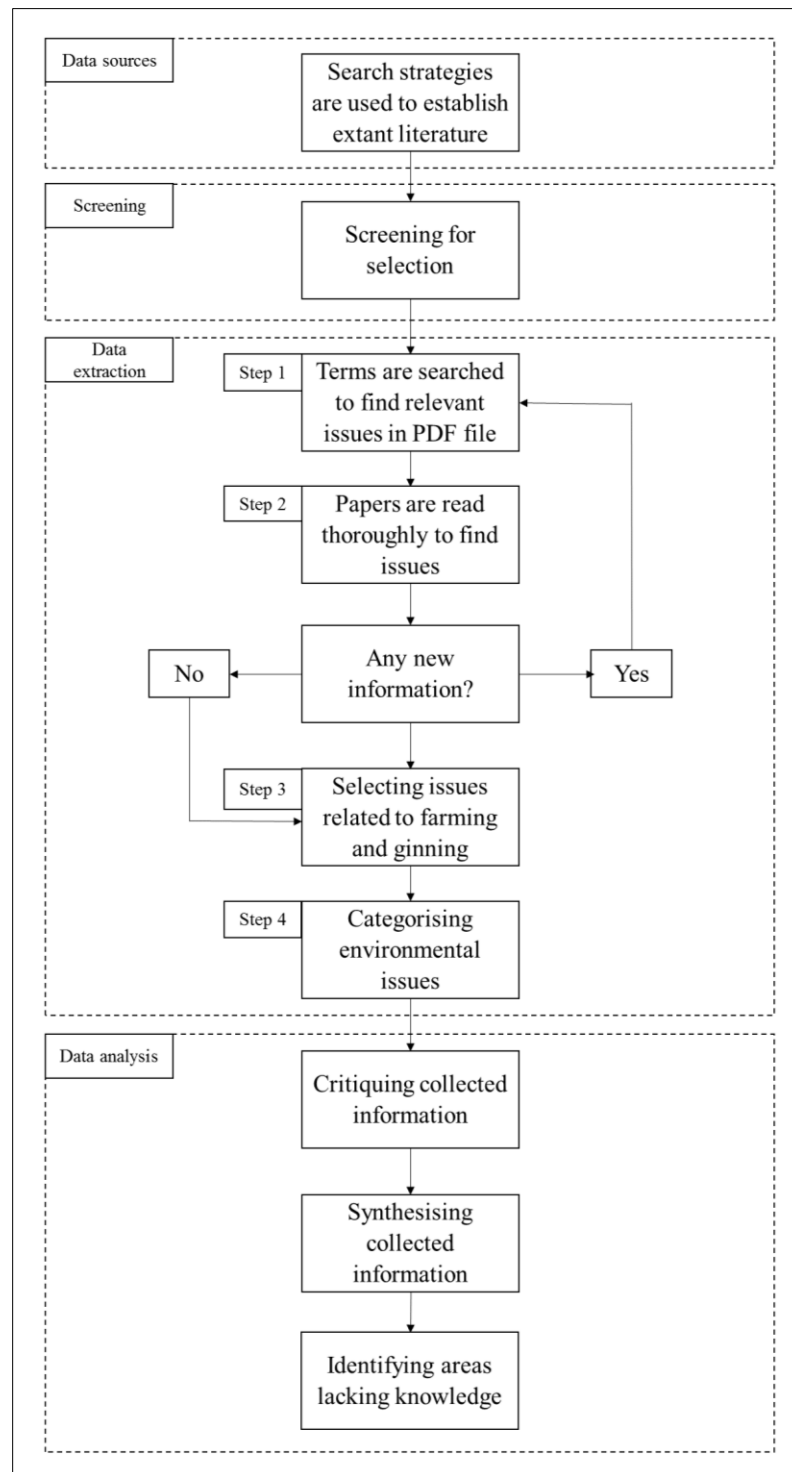 Data sources
Search strategies
are used to establish
extant literature
Screening
Screening for
selection
Data
extraction
Step 1
Terms are searched
to find relevant
issues in PDF file
Step 2
Papers are read
thoroughly to find
issues
No
Any new
information?
Yes
Step 3
Selecting issues
related to farming
and ginning
Step 4
Categorising
environmental
issues
Data analysis
Critiquing collected
information
Synthesising
collected
information
Identifying areas
lacking knowledge